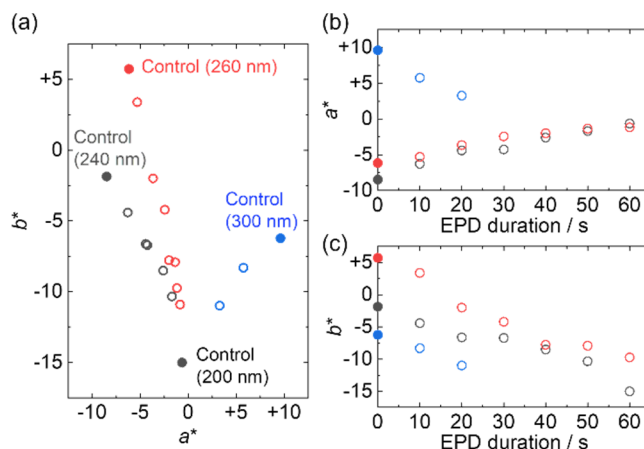 (a)
+5
0
-5
-10
-15
b*
-10
-5
0
+5
+10
a*
Control (260 nm)
Control
(240 nm)
Control
(300 nm)
Control
(200 nm)
(b)
+10
+5
0
-5
-10
a*
0
10
20
30
40
50
60
EPD duration / s
(c)
+5
0
-5
-10
-15
b*
0
10
20
30
40
50
60
EPD duration / s